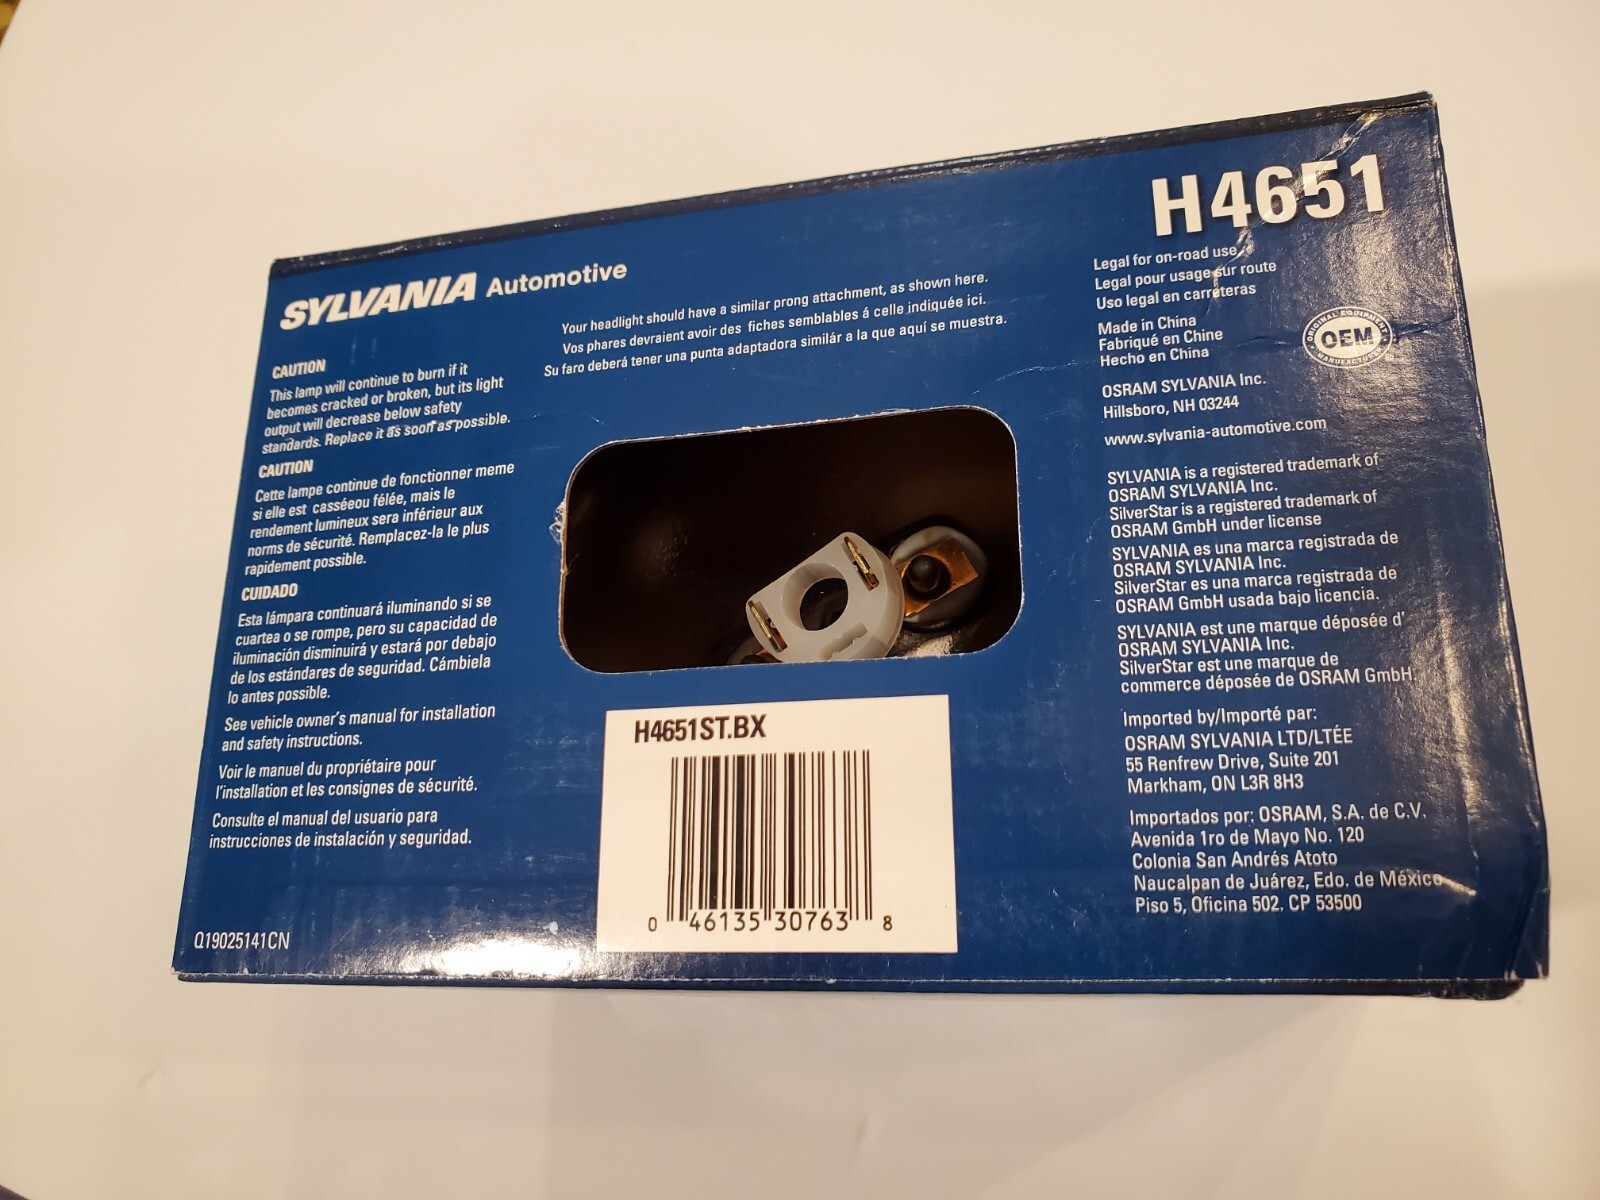 SYLVANIA Automotive
CAUTION
This lamp will continue to burn if it
becomes cracked or broken, but its light
output will decrease below safety
standards. Replace it as soon as possible.
CAUTION
Cette lampe continue de fonctionner meme
si elle est casséeou fêlée, mais le
rendement lumineux sera inférieur aux
norms de sécurité. Remplacez-la le plus
rapidement possible.
CUIDADO
Esta lámpara continuará iluminando si se
cuartea o se rompe, pero su capacidad de
iluminación disminuirá y estará por debajo
de los estándares de seguridad. Cámbiela
lo antes possible.
See vehicle owner's manual for installation
and safety instructions.
Voir le manuel du propriétaire pour
l'installation et les consignes de sécurité.
Consulte el manual del usuario para
instrucciones de instalación y seguridad.
Q19025141CN
Your headlight should have a similar prong attachment, as shown here.
Vos phares devraient avoir des fiches semblables á celle indiquée ici.
Su faro deberá tener una punta adaptadora similár a la que aquí se muestra.
H4651ST.BX
0 46135 30763 8
H4651
Legal for on-road use
Legal pour usage sur route
Uso legal en carreteras
Made in China
Fabriqué en Chine
Hecho en China
ORIGINAL EQUIPMENT
OEM
MANUFACTURER
OSRAM SYLVANIA Inc.
Hillsboro, NH 03244
www.sylvania-automotive.com
SYLVANIA is a registered trademark of
OSRAM SYLVANIA Inc.
SilverStar is a registered trademark of
OSRAM GmbH under license
SYLVANIA es una marca registrada de
OSRAM SYLVANIA Inc.
SilverStar es una marca registrada de
OSRAM GmbH usada bajo licencia.
SYLVANIA est une marque déposée d'
OSRAM SYLVANIA Inc.
SilverStar est une marque de
commerce déposée de OSRAM GmbH.
Imported by/Importé par:
OSRAM SYLVANIA LTD/LTÉE
55 Renfrew Drive, Suite 201
Markham, ON L3R 8H3
Importados por: OSRAM, S.A. de C.V.
Avenida 1ro de Mayo No. 120
Colonia San Andrés Atoto
Naucalpan de Juárez, Edo. de México
Piso 5, Oficina 502. CP 53500